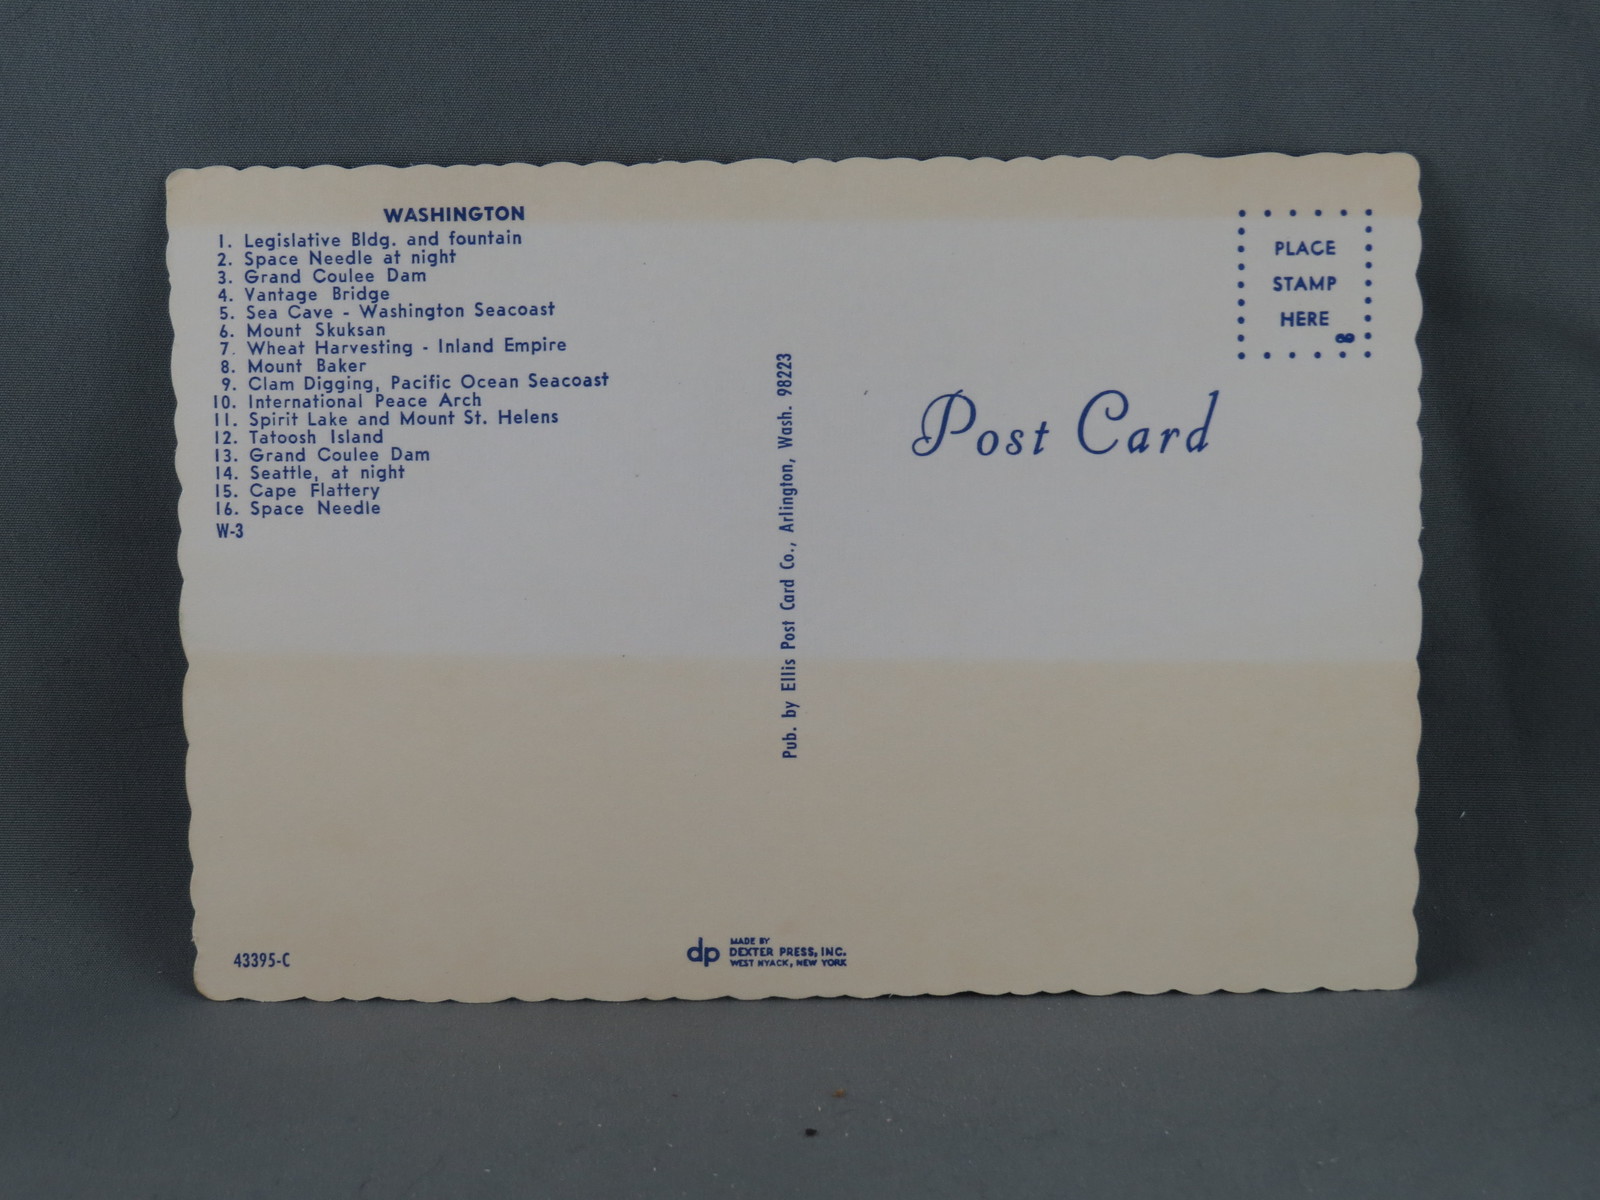 WASHINGTON
1. Legislative Bldg. and fountain
2. Space Needle at night
3. Grand Coulee Dam
4. Vantage Bridge
5. Sea Cave - Washington Seacoast
6. Mount Skuksan
7. Wheat Harvesting - Inland Empire
8. Mount Baker
9. Clam Digging, Pacific Ocean Seacoast
10. International Peace Arch
11. Spirit Lake and Mount St. Helens
12. Tatoosh Island
13. Grand Coulee Dam
14. Seattle, at night
15. Cape Flattery
16. Space Needle
W-3
43395-C
Pub. by Ellis Post Card Co., Arlington, Wash. 98223
dp
MADE BY
DEXTER PRESS, INC.
WEST NYACK, NEW YORK
PLACE
STAMP
HERE
Post Card